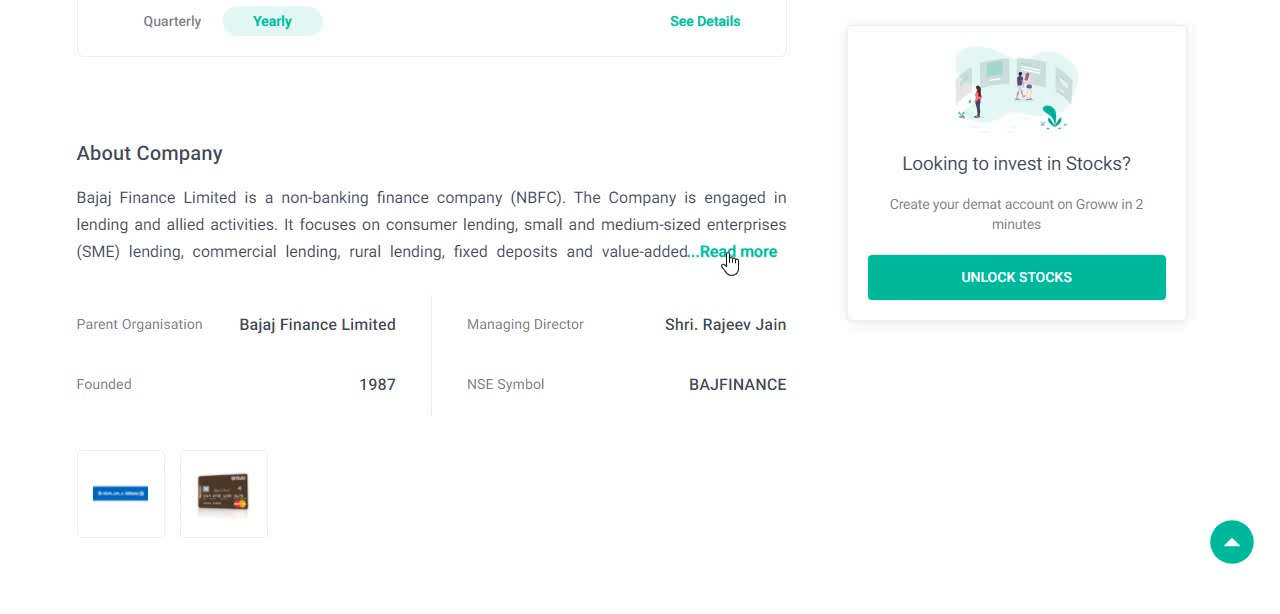 Quarterly Yearly See Details
About Company
Bajaj Finance Limited is a non-banking finance company (NBFC). The Company is engaged in
lending and allied activities. It focuses on consumer lending, small and medium-sized enterprises
(SME) lending, commercial lending, rural lending, fixed deposits and value-added...Read more
Parent Organisation Bajaj Finance Limited
Managing Director Shri. Rajeev Jain
Founded 1987
NSE Symbol BAJFINANCE
Looking to invest in Stocks?
Create your demat account on Groww in 2
minutes
UNLOCK STOCKS